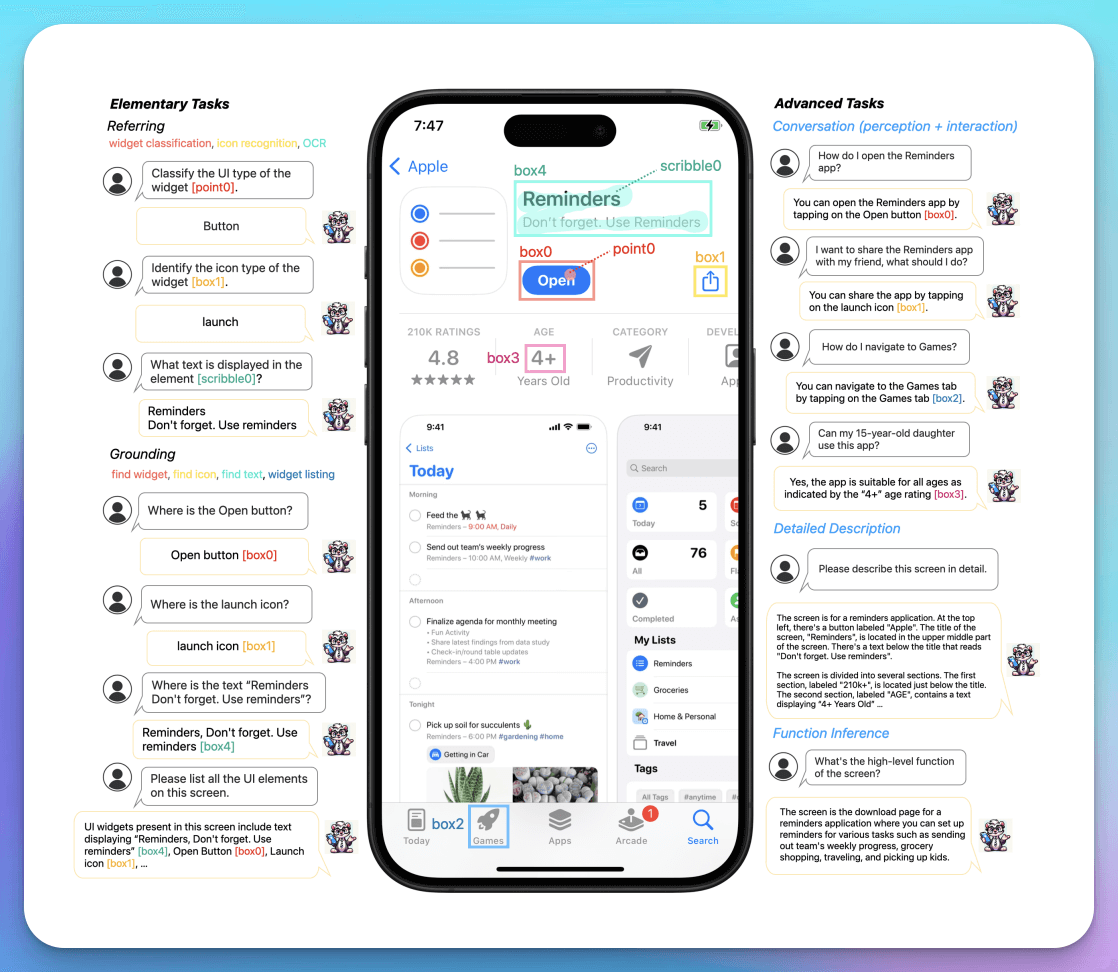 Elementary Tasks
Referring
widget classification, icon recognition, OCR
Classify the UI type of the
widget [point0].
Button
Identify the icon type of the
widget [box1].
launch
What text is displayed in the
element [scribble0]?
Reminders
Don't forget. Use reminders
Grounding
find widget, find icon, find text, widget listing
Where is the Open button?
Open button [box0]
Where is the launch icon?
launch icon [box1]
Where is the text “Reminders
Don't forget. Use reminders”?
Reminders, Don't forget. Use
reminders [box4]
Please list all the UI elements
on this screen.
UI widgets present in this screen include text
displaying “Reminders, Don't forget. Use
reminders” [box4], Open Button [box0], Launch
icon [box1], ...
7:47
Apple
box4
scribble0
Reminders
Don't forget. Use Reminders
box0
point0
box1
Open
210K RATINGS
4.8
★★★★★
AGE
box3
4+
Years Old
CATEGORY
Productivity
DEVEL
App
9:41
Lists
Today
Morning
Feed the
Reminders – 9:00 AM, Daily
Send out team's weekly progress
Reminders – 10:00 AM, Weekly #work
Afternoon
Finalize agenda for monthly meeting
• Fun Activity
• Share latest findings from data study
• Check-in/round table updates
Reminders – 4:00 PM #work
Tonight
Pick up soil for succulents
Reminders – 6:00 PM #gardening #home
Getting in Car
9:41
Search
5
Today
76
All
Fla
Completed
My Lists
Reminders
Groceries
Home & Personal
Travel
Tags
All Tags
#anytime
Today
box2
Games
Apps
1
Arcade
Search
Advanced Tasks
Conversation (perception + interaction)
How do I open the Reminders
app?
You can open the Reminders app by
tapping on the Open button [box0].
I want to share the Reminders app
with my friend, what should I do?
You can share the app by tapping
on the launch icon [box1].
How do I navigate to Games?
You can navigate to the Games tab
by tapping on the Games tab [box2].
Can my 15-year-old daughter
use this app?
Yes, the app is suitable for all ages as
indicated by the “4+” age rating [box3].
Detailed Description
Please describe this screen in detail.
The screen is for a reminders application. At the top
left, there's a button labeled "Apple". The title of the
screen, "Reminders", is located in the upper middle part
of the screen. There's a text below the title that reads
"Don't forget. Use reminders".
The screen is divided into several sections. The first
section, labeled "210k+", is located just below the title.
The second section, labeled "AGE", contains a text
displaying “4+ Years Old” ...
Function Inference
What's the high-level function
of the screen?
The screen is the download page for a
reminders application where you can set up
reminders for various tasks such as sending
out team's weekly progress, grocery
shopping, traveling, and picking up kids.